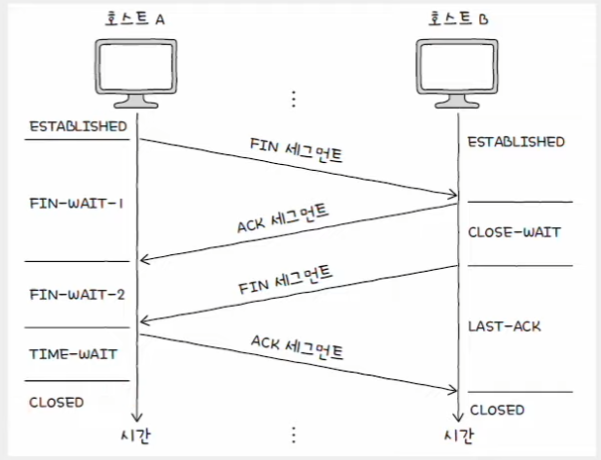 호스트 A
호스트 B
⋮
ESTABLISHED
FIN 세그먼트
ESTABLISHED
FIN-WAIT-1
ACK 세그먼트
CLOSE-WAIT
FIN 세그먼트
FIN-WAIT-2
LAST-ACK
TIME-WAIT
ACK 세그먼트
CLOSED
CLOSED
시간
⋮
시간